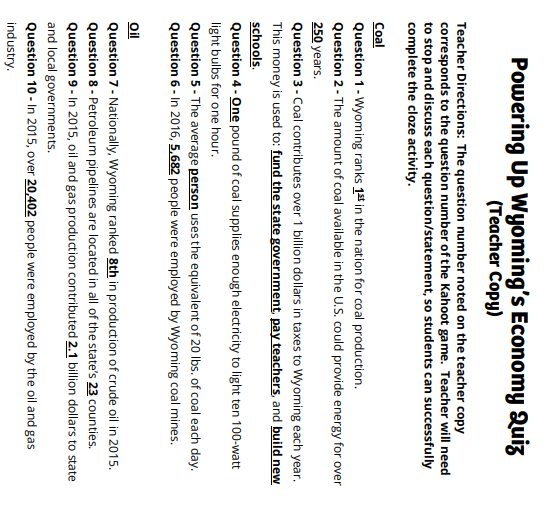 Powering Up Wyoming's Economy Quiz
(Teacher Copy)
Teacher Directions: The question number noted on the teacher copy
corresponds to the question number of the Kahoot game. Teacher will need
to stop and discuss each question/statement, so students can successfully
complete the cloze activity.
Coal
Question 1 - Wyoming ranks 1st in the nation for coal production.
Question 2 - The amount of coal available in the U.S. could provide energy for over
250 years.
Question 3 - Coal contributes over 1 billion dollars in taxes to Wyoming each year.
This money is used to: fund the state government, pay teachers, and build new
schools.
Question 4 - One pound of coal supplies enough electricity to light ten 100-watt
light bulbs for one hour.
Question 5 - The average person uses the equivalent of 20 lbs. of coal each day.
Question 6 - In 2016, 5,682 people were employed by Wyoming coal mines.
Oil
Question 7 - Nationally, Wyoming ranked 8th in production of crude oil in 2015.
Question 8 - Petroleum pipelines are located in all of the state's 23 counties.
Question 9 - In 2015, oil and gas production contributed 2.1 billion dollars to state
and local governments.
Question 10 - In 2015, over 20,402 people were employed by the oil and gas
industry.